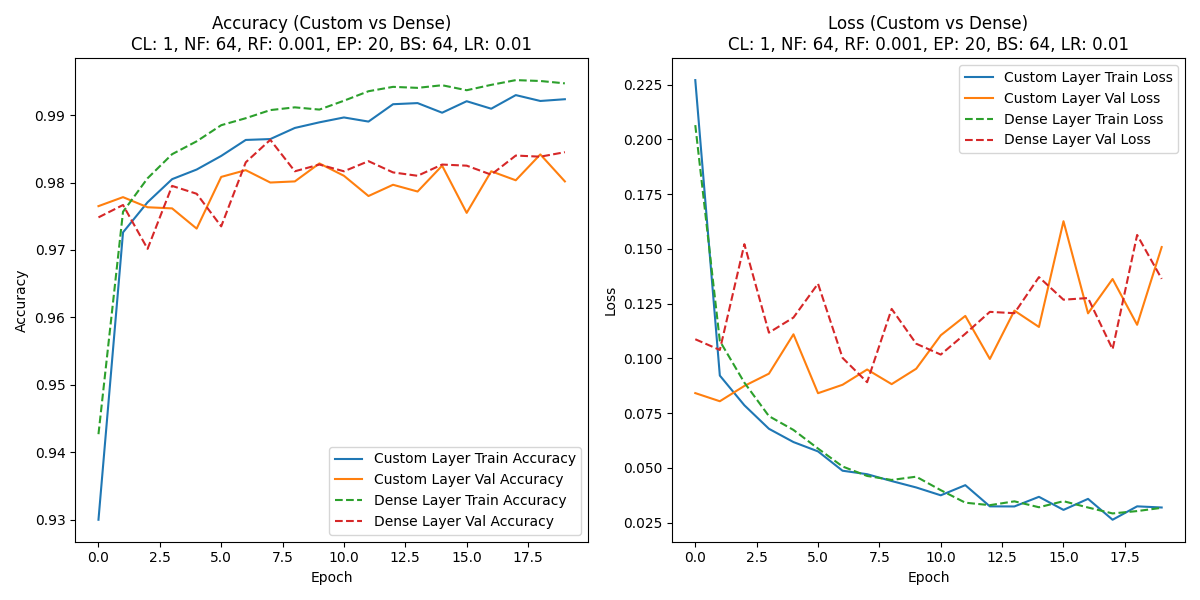 Accuracy (Custom vs Dense)
CL: 1, NF: 64, RF: 0.001, EP: 20, BS: 64, LR: 0.01
0.99
0.98
0.97
0.96
0.95
0.94
0.93
Accuracy
Custom Layer Train Accuracy
Custom Layer Val Accuracy
Dense Layer Train Accuracy
Dense Layer Val Accuracy
0.0 2.5 5.0 7.5 10.0 12.5 15.0 17.5
Epoch
Loss (Custom vs Dense)
CL: 1, NF: 64, RF: 0.001, EP: 20, BS: 64, LR: 0.01
Custom Layer Train Loss
Custom Layer Val Loss
Dense Layer Train Loss
Dense Layer Val Loss
0.225
0.200
0.175
0.150
0.125
0.100
0.075
0.050
0.025
Loss
0.0 2.5 5.0 7.5 10.0 12.5 15.0 17.5
Epoch